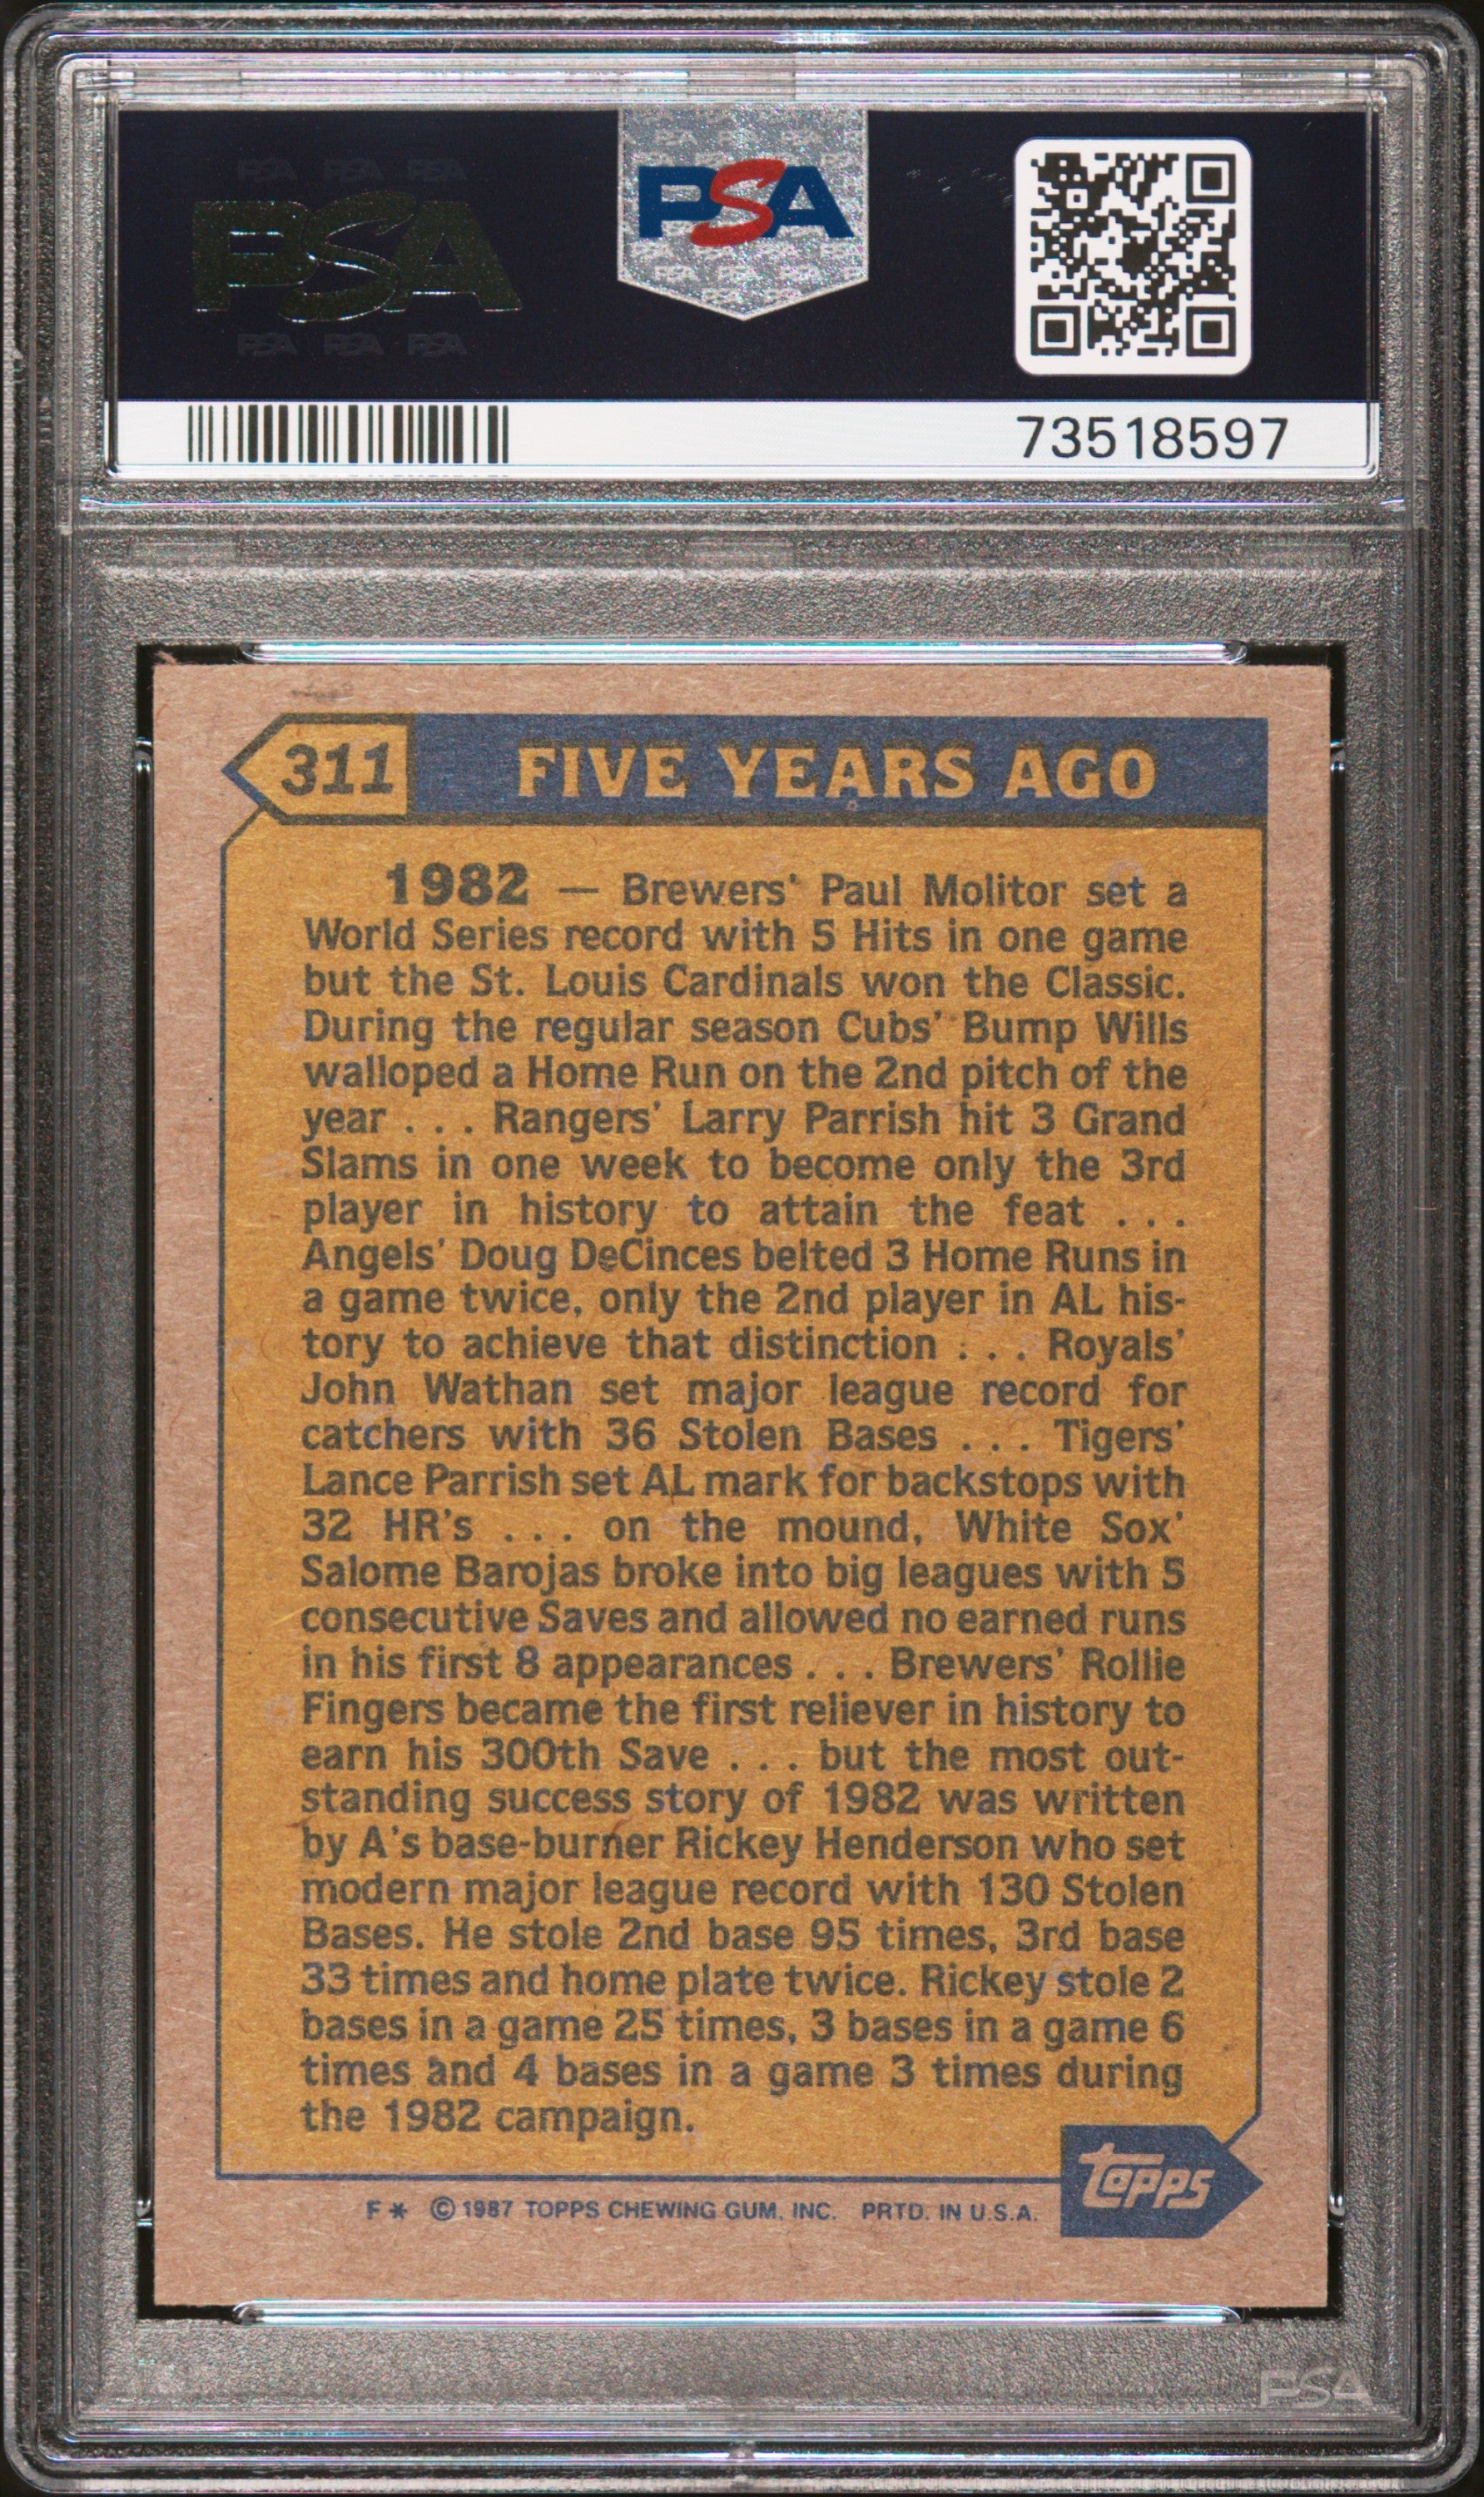 PSA PSA PSA
PSA
PSA PSA PSA
PSA
73518597
311
FIVE YEARS AGO
1982 — Brewers' Paul Molitor set a
World Series record with 5 Hits in one game
but the St. Louis Cardinals won the Classic.
During the regular season Cubs' Bump Wills
walloped a Home Run on the 2nd pitch of the
year . . . Rangers' Larry Parrish hit 3 Grand
Slams in one week to become only the 3rd
player in history to attain the feat . . .
Angels' Doug DeCinces belted 3 Home Runs in
a game twice, only the 2nd player in AL his-
tory to achieve that distinction . . . Royals'
John Wathan set major league record for
catchers with 36 Stolen Bases . . . Tigers'
Lance Parrish set AL mark for backstops with
32 HR's . . . on the mound, White Sox'
Salome Barojas broke into big leagues with 5
consecutive Saves and allowed no earned runs
in his first 8 appearances . . . Brewers' Rollie
Fingers became the first reliever in history to
earn his 300th Save . . . but the most out-
standing success story of 1982 was written
by A's base-burner Rickey Henderson who set
modern major league record with 130 Stolen
Bases. He stole 2nd base 95 times, 3rd base
33 times and home plate twice. Rickey stole 2
bases in a game 25 times, 3 bases in a game 6
times and 4 bases in a game 3 times during
the 1982 campaign.
topps
F * © 1987 TOPPS CHEWING GUM, INC. PRTD. IN U.S.A.
PSA